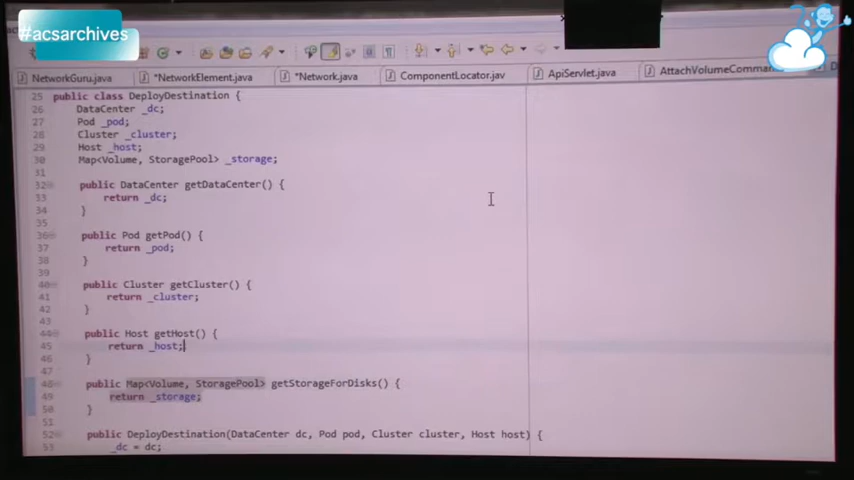 #acsarchives
NetworkGuru.java
*NetworkElement.java
*Network.java
ComponentLocator.jav
ApiServlet.java
AttachVolumeComman
25 public class DeployDestination {
26 DataCenter _dc;
27 Pod _pod;
28 Cluster _cluster;
29 Host _host;
30 Map<Volume, StoragePool> _storage;
31
32 public DataCenter getDataCenter() {
33 return _dc;
34 }
35
36 public Pod getPod() {
37 return _pod;
38 }
39
40 public Cluster getCluster() {
41 return _cluster;
42 }
43
44 public Host getHost() {
45 return _host;
46 }
47
48 public Map<Volume, StoragePool> getStorageForDisks() {
49 return _storage;
50 }
51
52 public DeployDestination(DataCenter dc, Pod pod, Cluster cluster, Host host) {
53 _dc = dc;